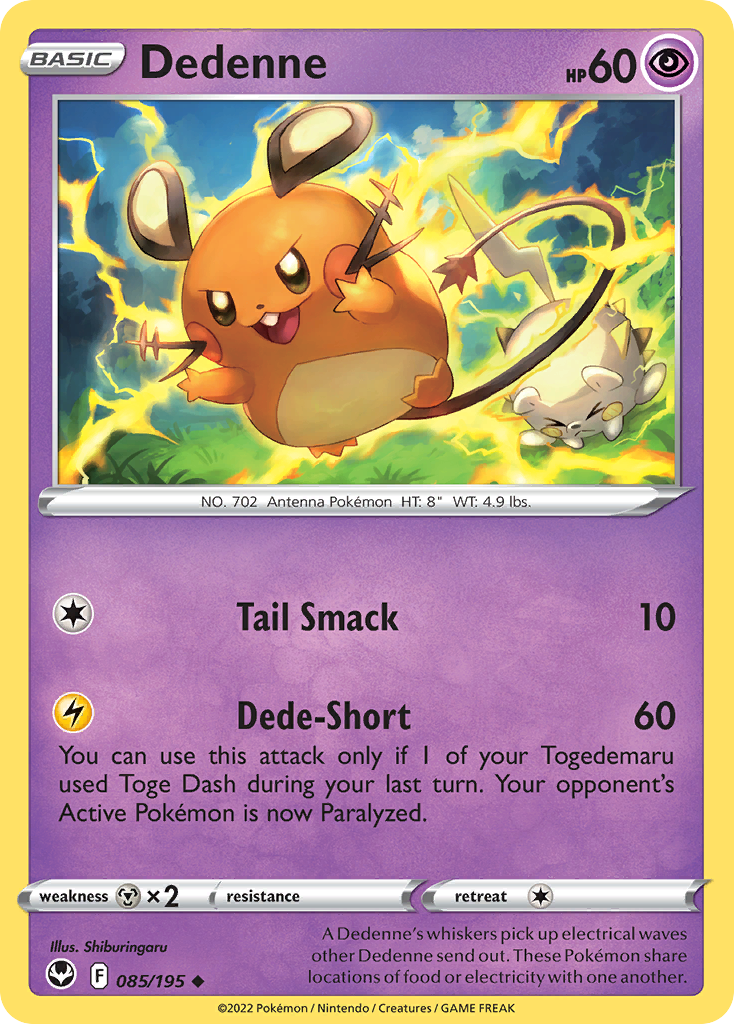 BASIC Dedenne HP60
NO. 702 Antenna Pokémon HT: 8" WT: 4.9 lbs.
Tail Smack 10
Dede-Short 60
You can use this attack only if 1 of your Togedemaru
used Toge Dash during your last turn. Your opponent's
Active Pokémon is now Paralyzed.
weakness ×2 resistance retreat
Illus. Shiburingaru
F 085/195
A Dedenne's whiskers pick up electrical waves
other Dedenne send out. These Pokémon share
locations of food or electricity with one another.
©2022 Pokémon / Nintendo / Creatures / GAME FREAK